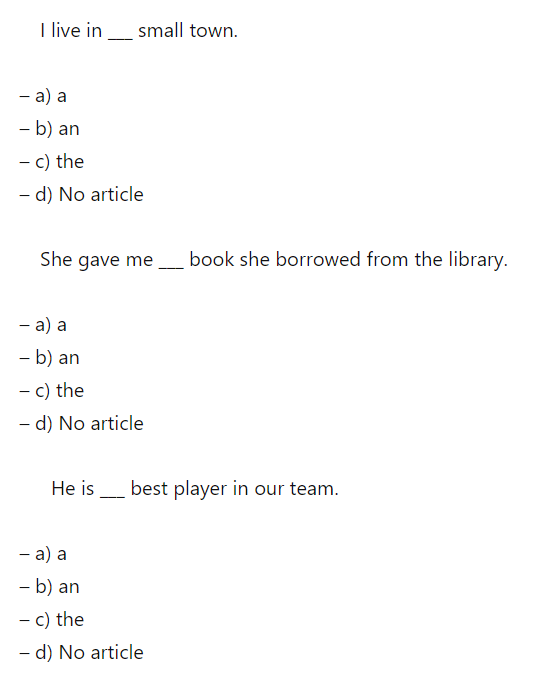 I live in ___ small town.
– a) a
– b) an
– c) the
– d) No article
She gave me ___ book she borrowed from the library.
– a) a
– b) an
– c) the
– d) No article
He is ___ best player in our team.
– a) a
– b) an
– c) the
– d) No article